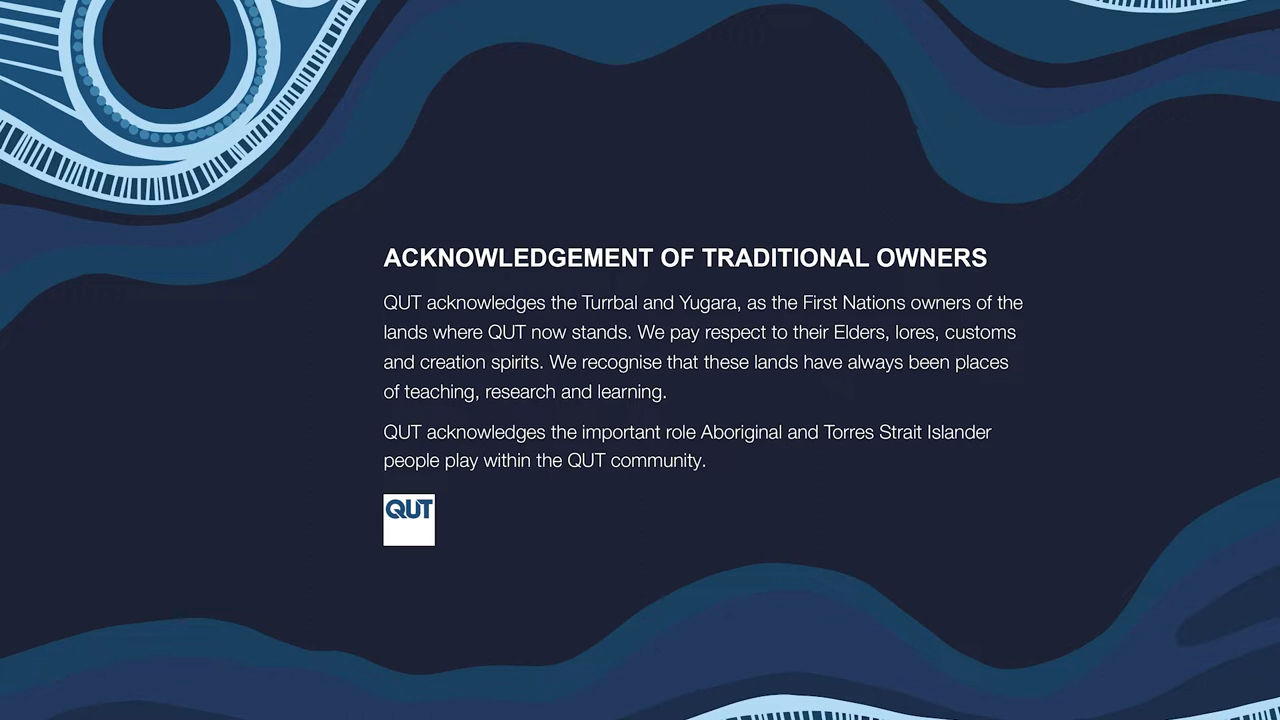 ACKNOWLEDGEMENT OF TRADITIONAL OWNERS
QUT acknowledges the Turrbal and Yugara, as the First Nations owners of the
lands where QUT now stands. We pay respect to their Elders, lores, customs
and creation spirits. We recognise that these lands have always been places
of teaching, research and learning.
QUT acknowledges the important role Aboriginal and Torres Strait Islander
people play within the QUT community.
QUT